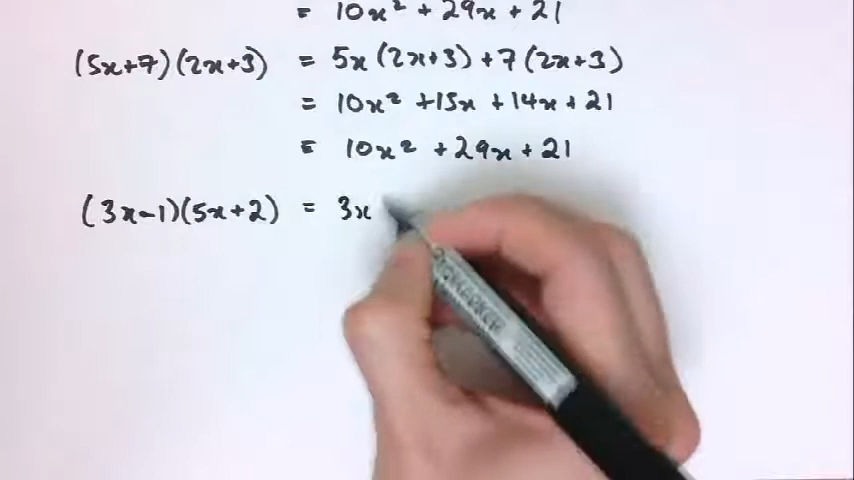 = 10x² + 29x + 21
(5x+7)(2x+3) = 5x(2x+3) + 7(2x+3)
= 10x² + 15x + 14x + 21
= 10x² + 29x + 21
(3x-1)(5x+2) = 3x